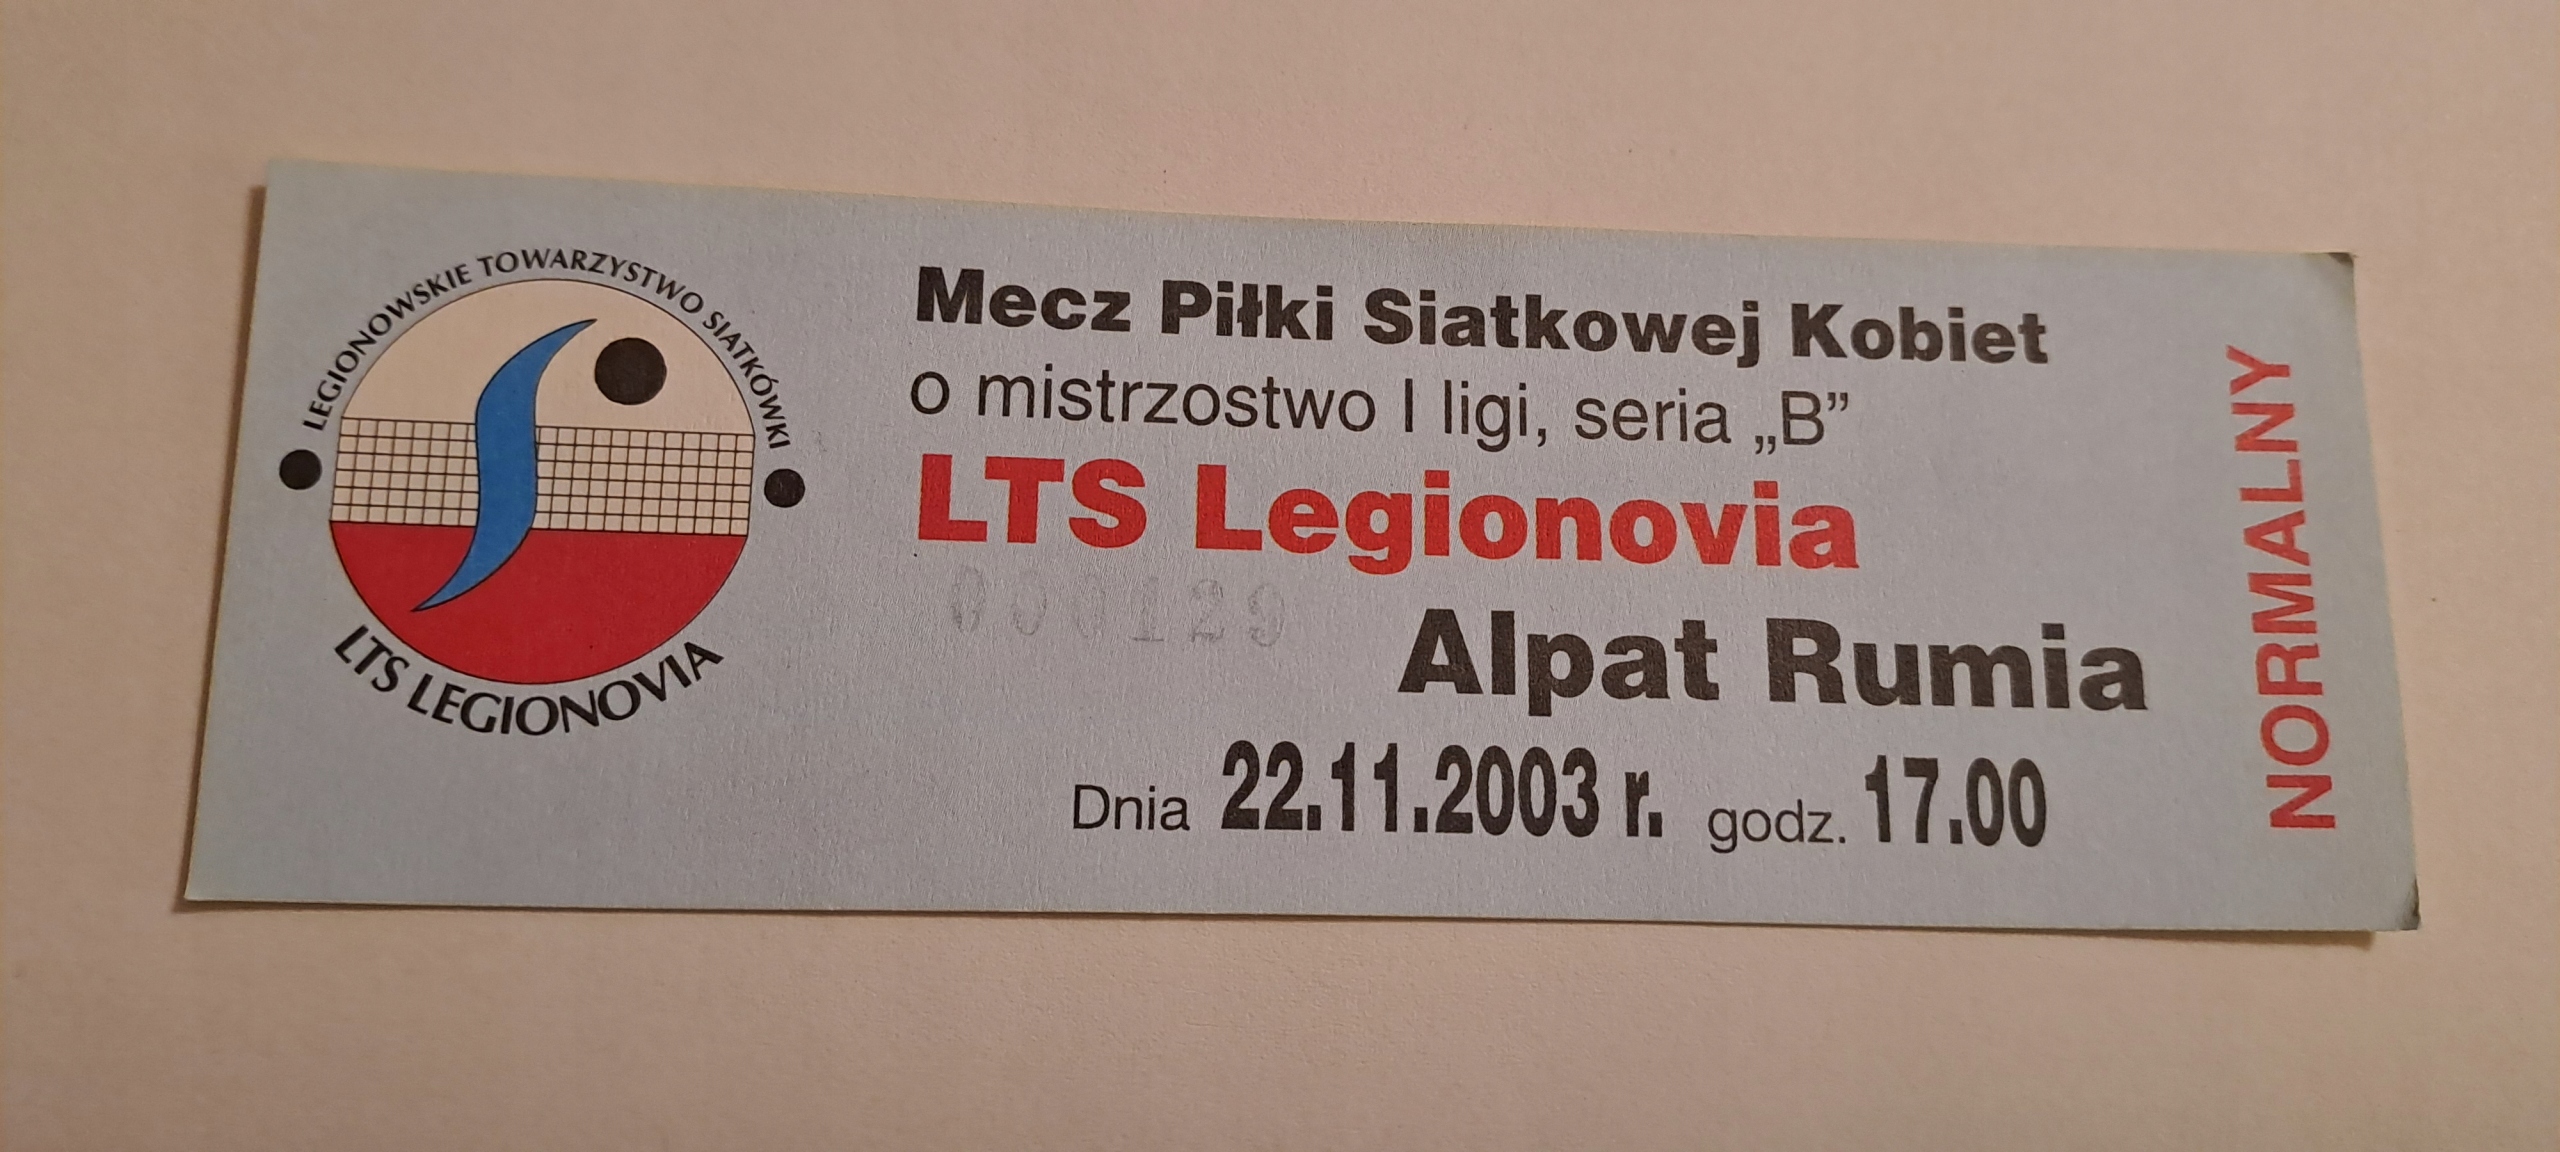 LEGIONOWSKIE TOWARZYSTWO SIATKÓWKI
LTS LEGIONOVIA
Mecz Piłki Siatkowej Kobiet
o mistrzostwo I ligi, seria „B”
LTS Legionovia
000129
Alpat Rumia
Dnia 22.11.2003 r. godz. 17.00
NORMALNY